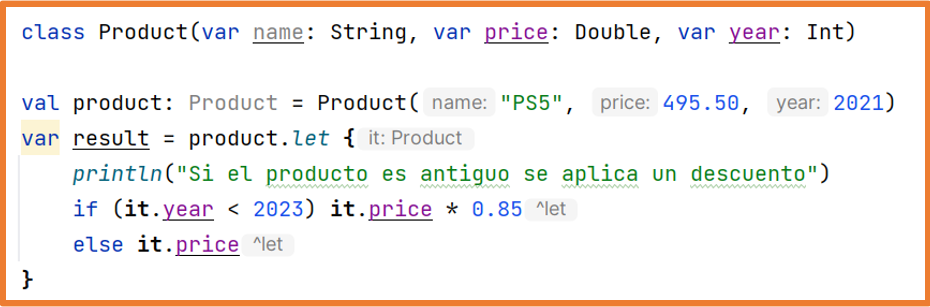 class Product(var name: String, var price: Double, var year: Int)
val product: Product = Product( name: "PS5", price: 495.50, year: 2021)
var result = product.let { it: Product
println("Si el producto es antiguo se aplica un descuento")
if (it.year < 2023) it.price * 0.85 ^let
else it.price ^let
}